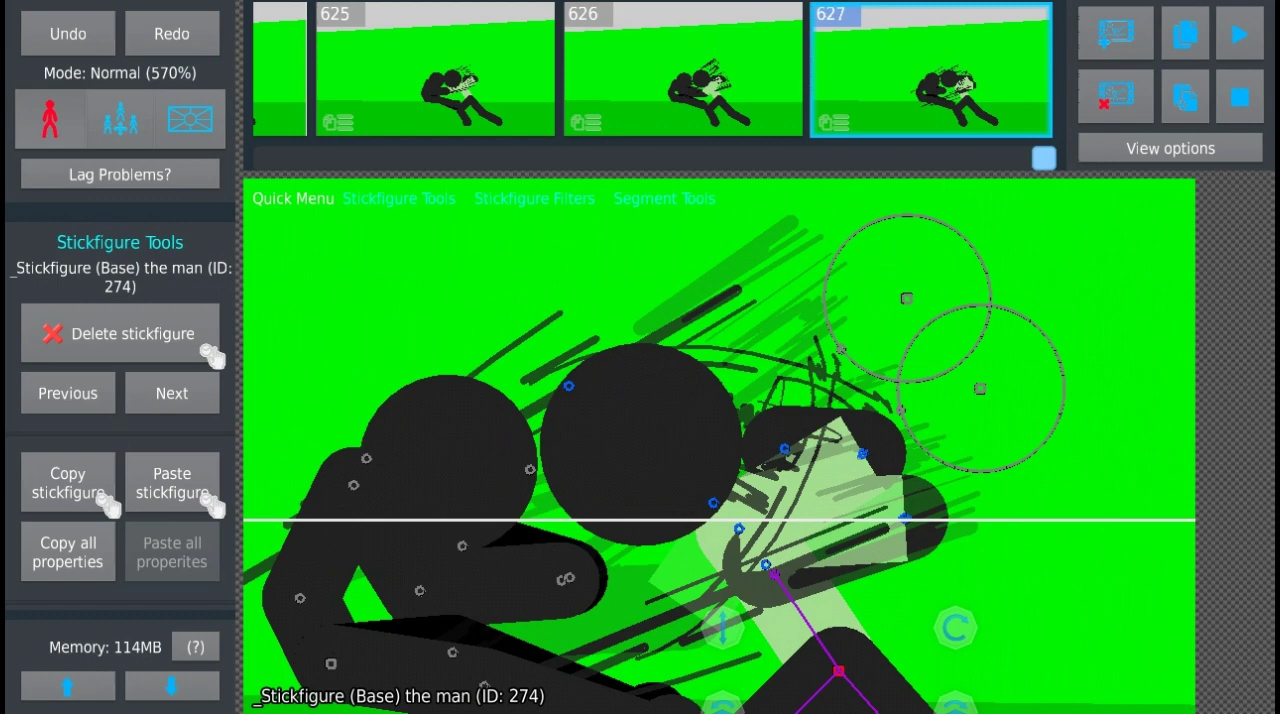 Undo
Redo
Mode: Normal (570%)
Lag Problems?
Stickfigure Tools
_Stickfigure (Base) the man (ID:
274)
Delete stickfigure
Previous
Next
Copy
stickfigure
Paste
stickfigure
Copy all
properties
Paste all
properites
Memory: 114MB
(?)
625
626
627
View options
Quick Menu
Stickfigure Tools
Stickfigure Filters
Segment Tools
_Stickfigure (Base) the man (ID: 274)